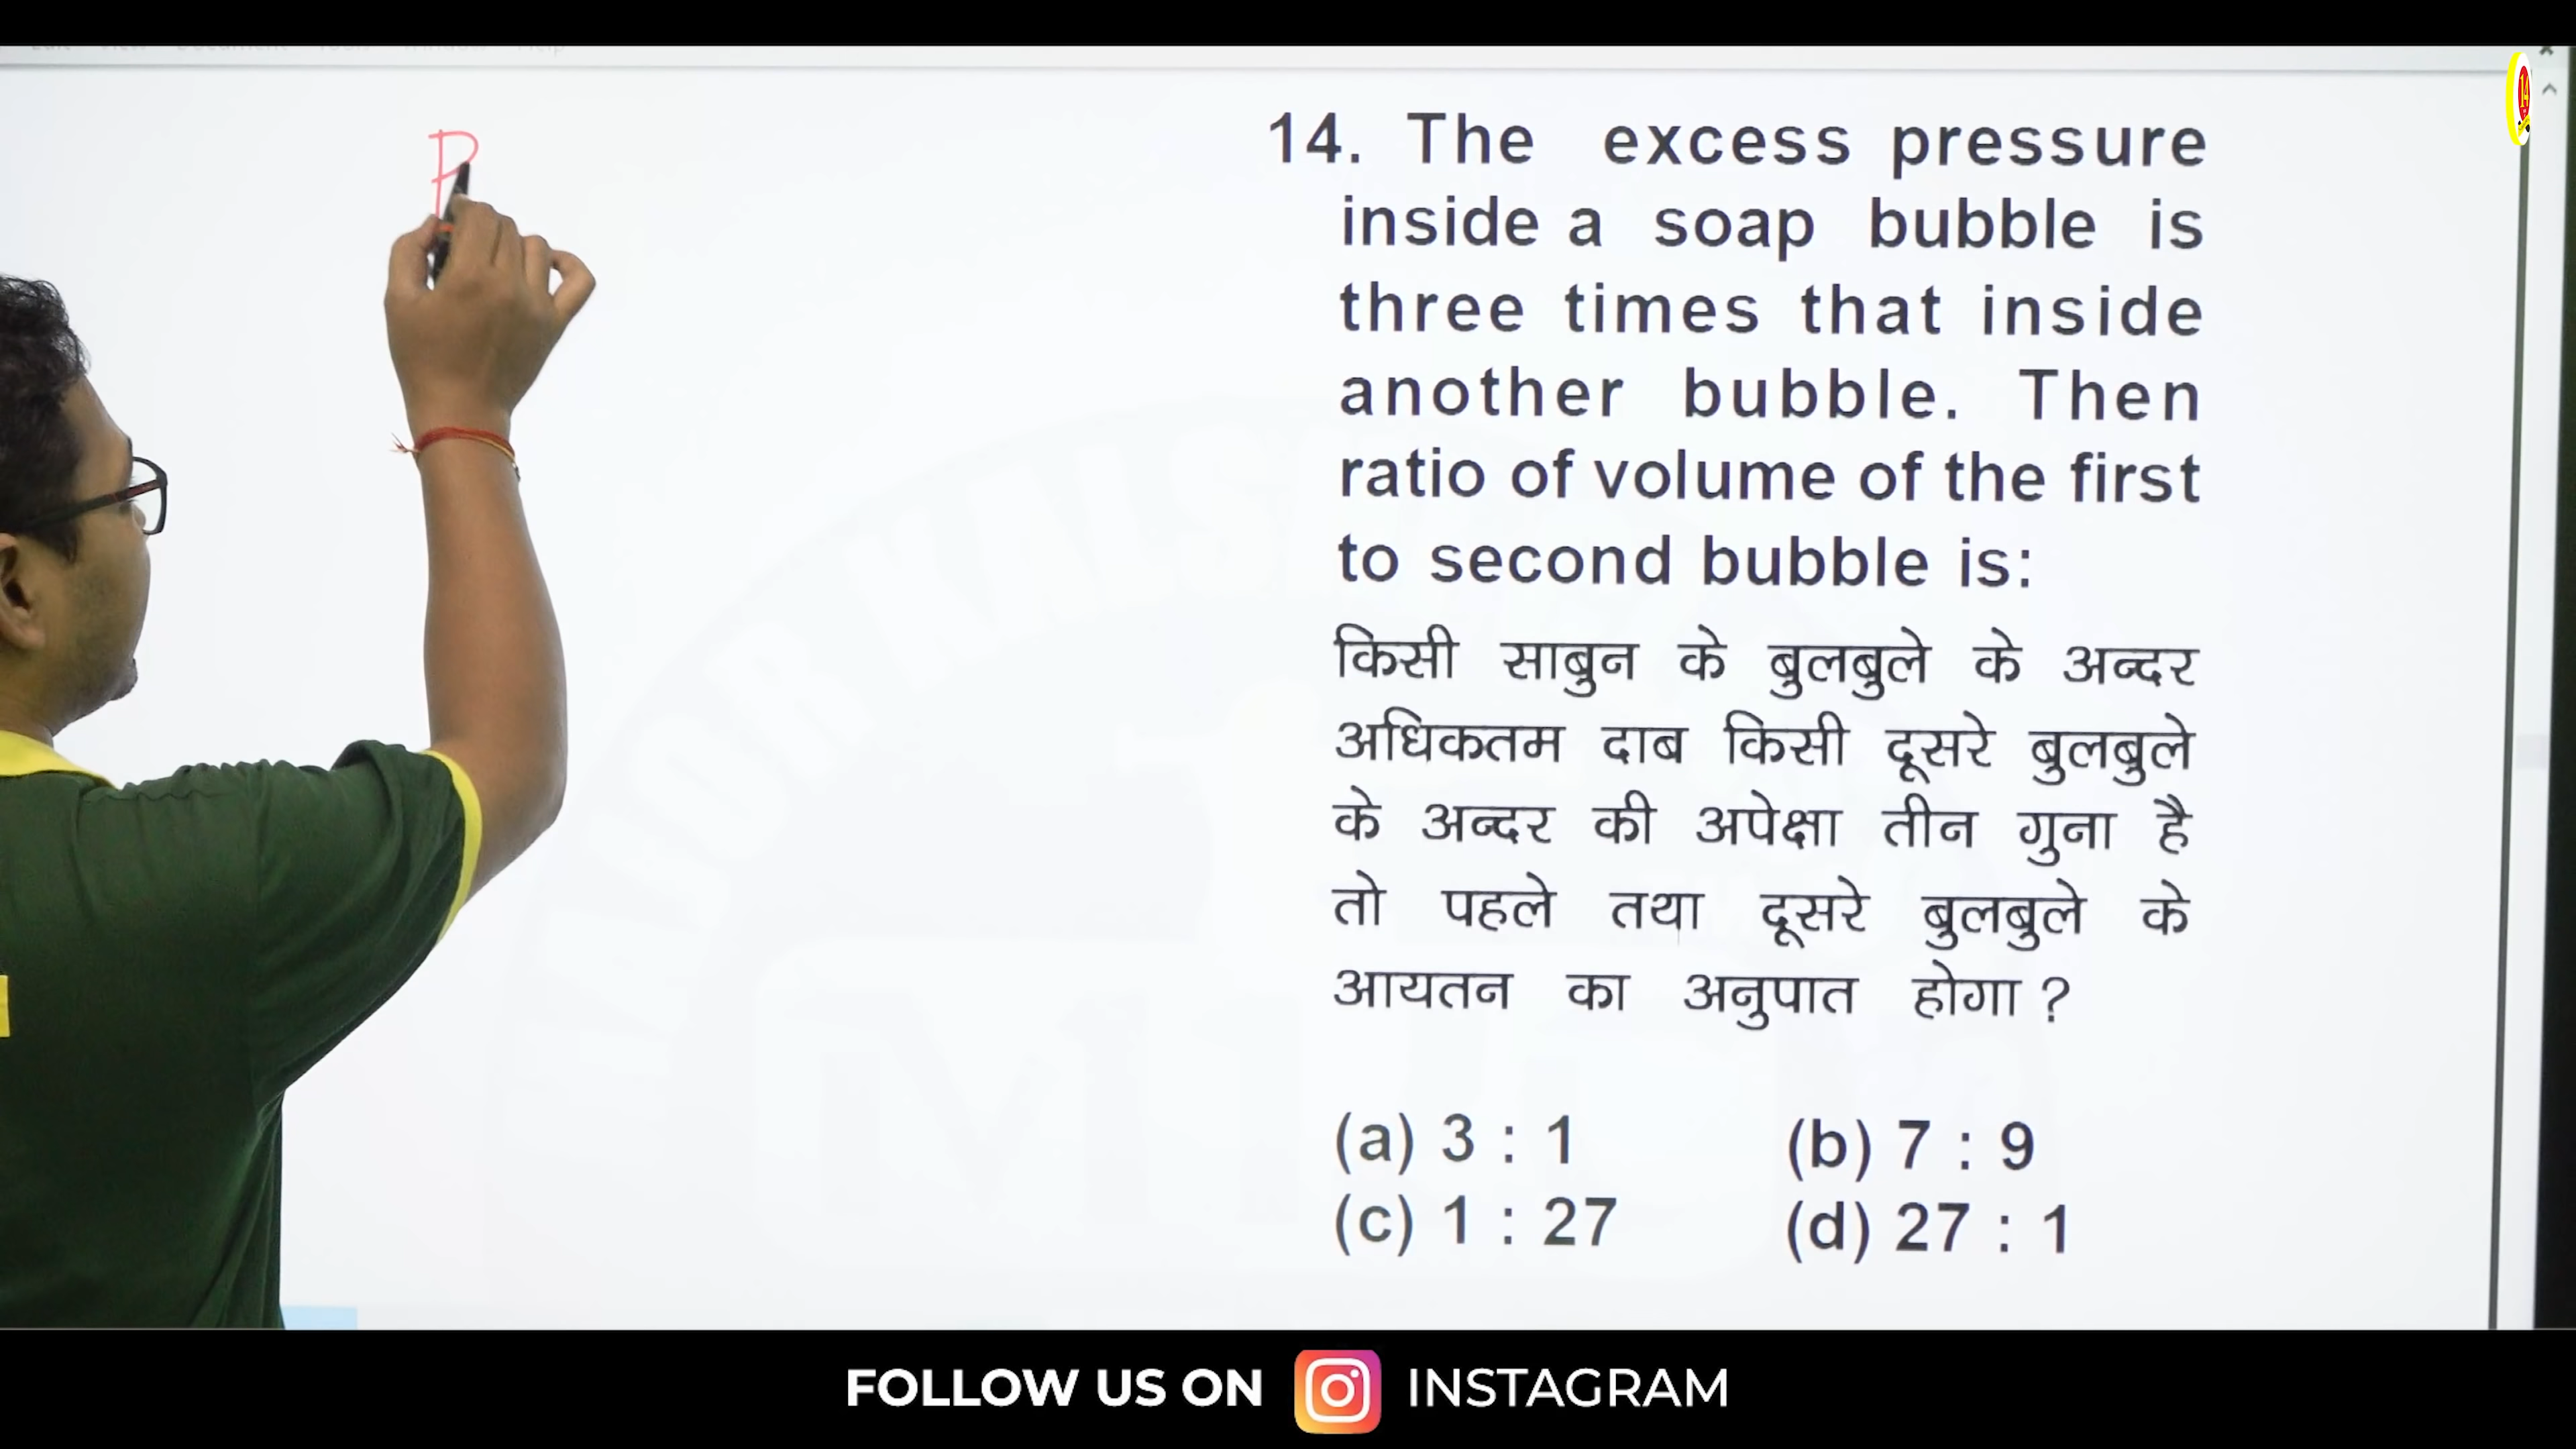 P
14. The excess pressure
inside a soap bubble is
three times that inside
another bubble. Then
ratio of volume of the first
to second bubble is:
किसी साबुन के बुलबुले के अन्दर
अधिकतम दाब किसी दूसरे बुलबुले
के अन्दर की अपेक्षा तीन गुना है
तो पहले तथा दूसरे बुलबुले के
आयतन का अनुपात होगा ?
(a) 3 : 1 (b) 7 : 9
(c) 1 : 27 (d) 27 : 1
FOLLOW US ON INSTAGRAM